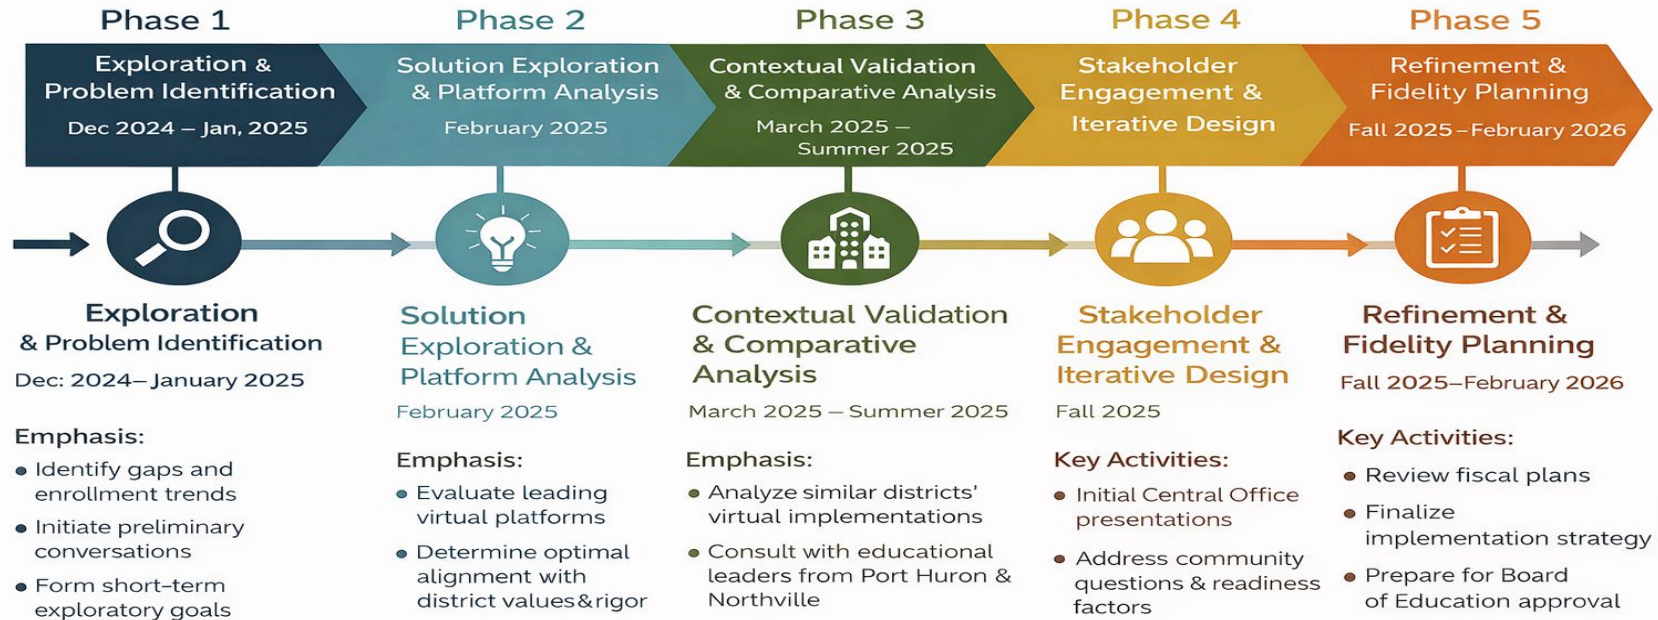 Phase 1
Exploration &
Problem Identification
Dec 2024 – Jan, 2025
Phase 2
Solution Exploration
& Platform Analysis
February 2025
Phase 3
Contextual Validation
& Comparative Analysis
March 2025 –
Summer 2025
Phase 4
Stakeholder
Engagement &
Iterative Design
Phase 5
Refinement &
Fidelity Planning
Fall 2025–February 2026
Exploration
& Problem Identification
Dec: 2024–January 2025
Emphasis:
• Identify gaps and
enrollment trends
• Initiate preliminary
conversations
• Form short-term
exploratory goals
Solution
Exploration &
Platform Analysis
February 2025
Emphasis:
• Evaluate leading
virtual platforms
• Determine optimal
alignment with
district values&rigor
Contextual Validation
& Comparative
Analysis
March 2025 – Summer 2025
Emphasis:
• Analyze similar districts'
virtual implementations
• Consult with educational
leaders from Port Huron &
Northville
Stakeholder
Engagement &
Iterative Design
Fall 2025
Key Activities:
• Initial Central Office
presentations
• Address community
questions & readiness
factors
Refinement &
Fidelity Planning
Fall 2025–February 2026
Key Activities:
• Review fiscal plans
• Finalize
implementation strategy
• Prepare for Board
of Education approval